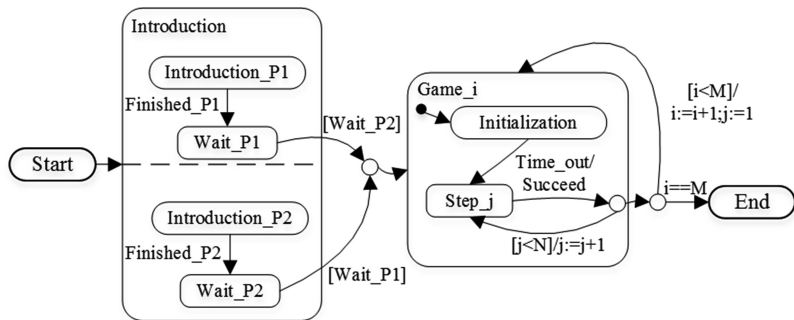 Introduction
Introduction_P1
Finished_P1
Wait_P1
Start
Introduction_P2
Finished_P2
Wait_P2
[Wait_P2]
[Wait_P1]
Game_i
Initialization
Time_out/
Succeed
Step_j
[j<N]/j:=j+1
[i<M]/
i:=i+1;j:=1
i==M
End